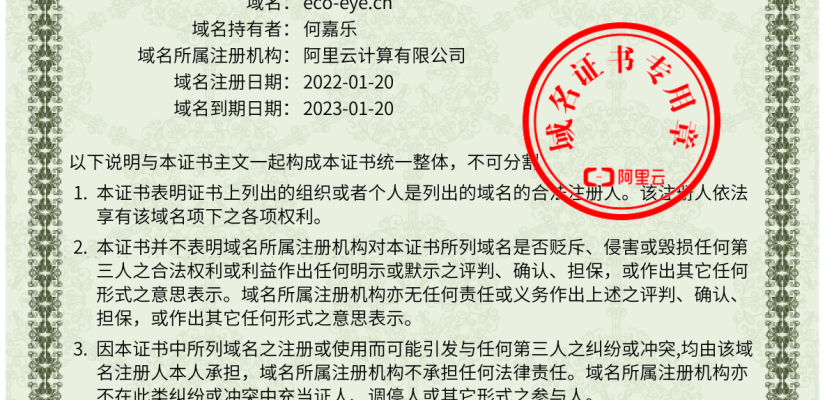 域名： eco-eye.cn
域名持有者： 何嘉乐
域名所属注册机构： 阿里云计算有限公司
域名注册日期： 2022-01-20
域名到期日期： 2023-01-20
域名证书专用章
阿里云
以下说明与本证书主文一起构成本证书统一整体，不可分割
1. 本证书表明证书上列出的组织或者个人是列出的域名的合法注册人。该注册人依法
享有该域名项下之各项权利。
2. 本证书并不表明域名所属注册机构对本证书所列域名是否贬斥、侵害或毁损任何第
三人之合法权利或利益作出任何明示或默示之评判、确认、担保，或作出其它任何
形式之意思表示。域名所属注册机构亦无任何责任或义务作出上述之评判、确认、
担保，或作出其它任何形式之意思表示。
3. 因本证书中所列域名之注册或使用而可能引发与任何第三人之纠纷或冲突,均由该域
名注册人本人承担，域名所属注册机构不承担任何法律责任。域名所属注册机构亦
不在此类纠纷或冲突中充当证人、调停人或其它形式之参与人。